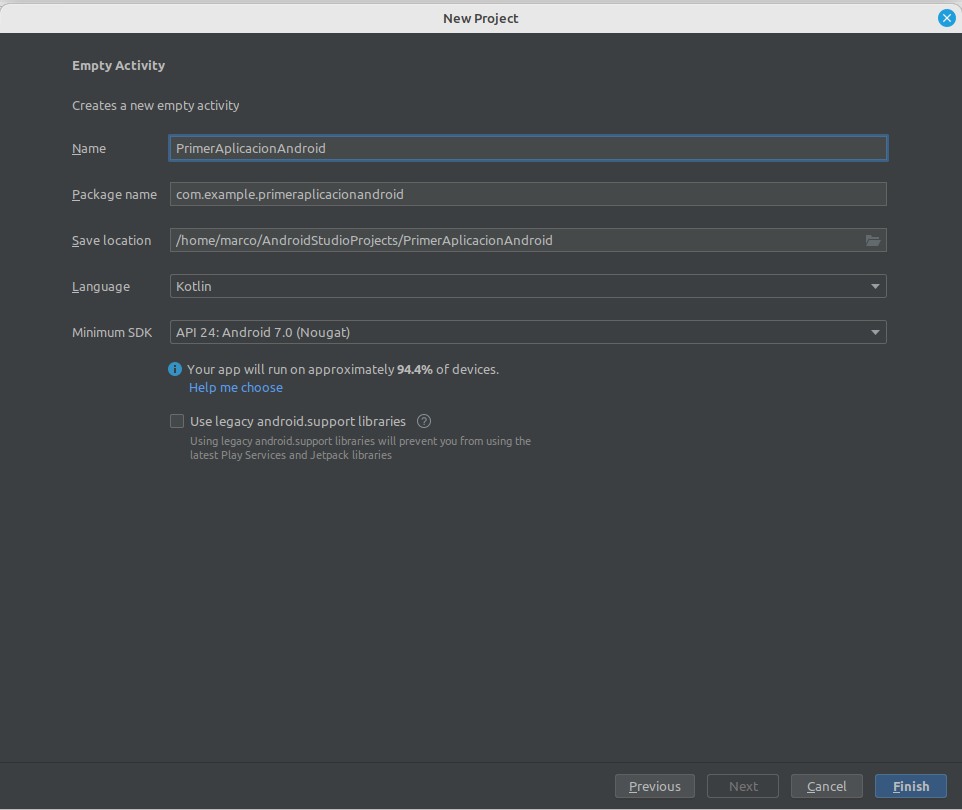 New Project
Empty Activity
Creates a new empty activity
Name PrimerAplicacionAndroid
Package name com.example.primeraplicacionandroid
Save location /home/marco/AndroidStudioProjects/PrimerAplicacionAndroid
Language Kotlin
Minimum SDK API 24: Android 7.0 (Nougat)
i Your app will run on approximately 94.4% of devices.
Help me choose
Use legacy android.support libraries ?
Using legacy android.support libraries will prevent you from using the
latest Play Services and Jetpack libraries
Previous Next Cancel Finish